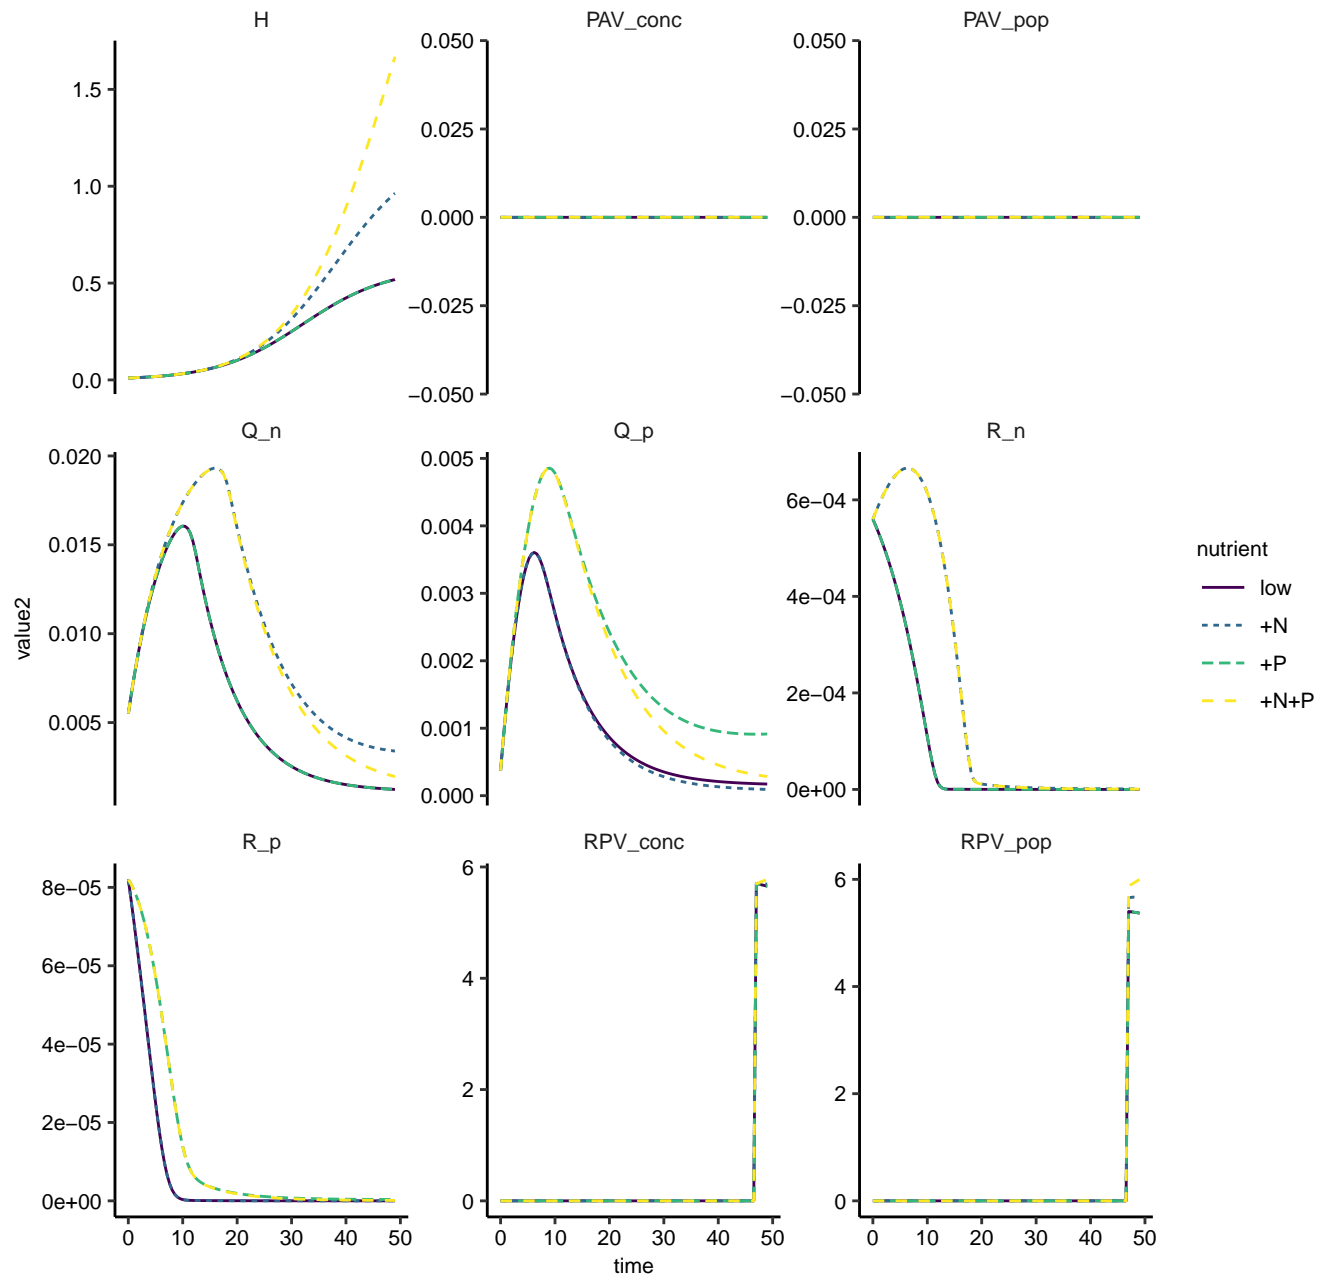 H
PAV_conc
PAV_pop
1.5
1.0
0.5
0.0
0.050
0.025
0.000
−0.025
−0.050
0.050
0.025
0.000
−0.025
−0.050
Q_n
Q_p
R_n
0.020
0.015
0.010
0.005
0.005
0.004
0.003
0.002
0.001
0.000
6e−04
4e−04
2e−04
0e+00
value2
nutrient
low
+N
+P
+N+P
R_p
RPV_conc
RPV_pop
8e−05
6e−05
4e−05
2e−05
0e+00
6
4
2
0
6
4
2
0
0 10 20 30 40 50
0 10 20 30 40 50
0 10 20 30 40 50
time